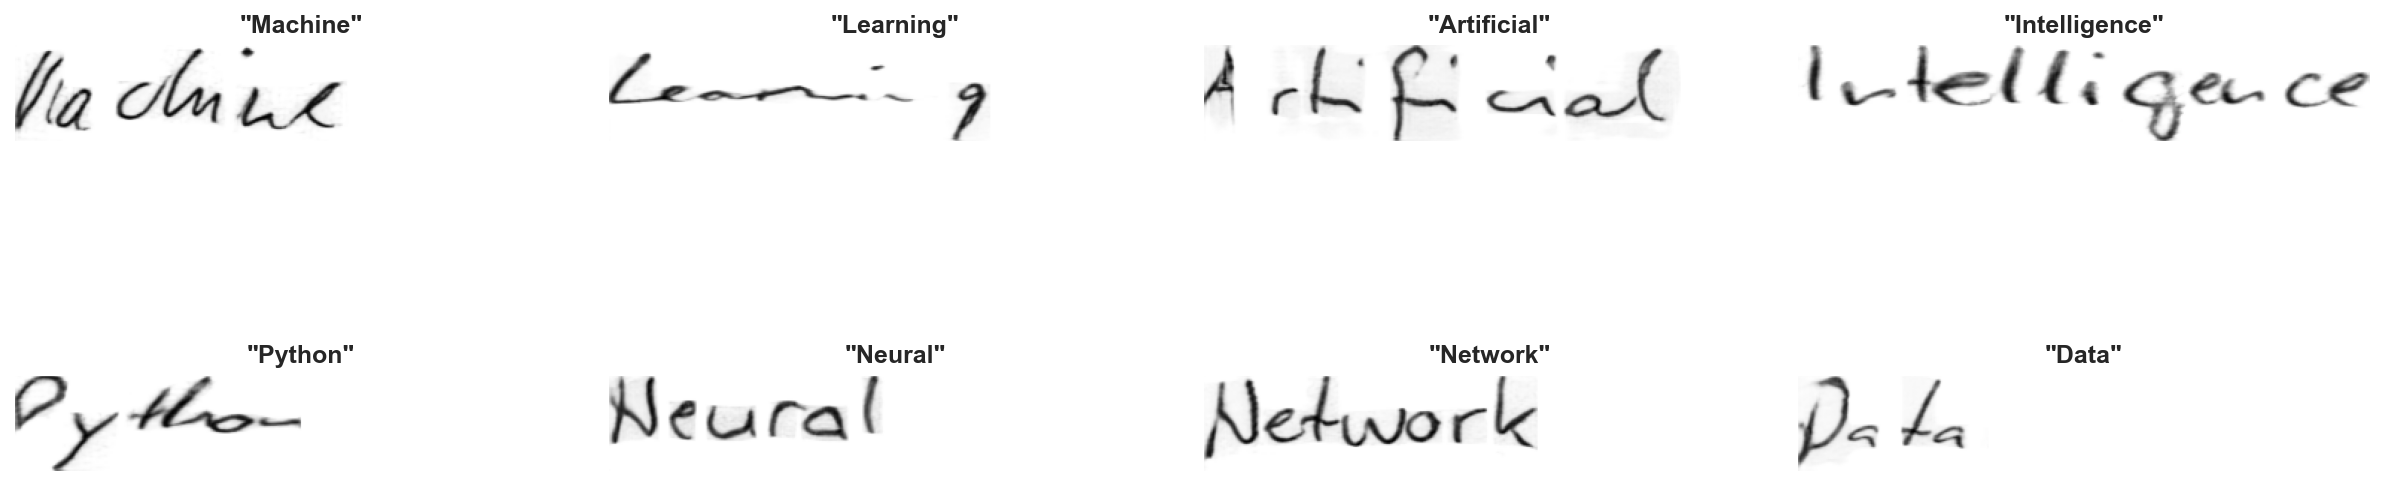 "Machine" "Learning" "Artificial" "Intelligence"
Machine Learning Artificial Intelligence
"Python" "Neural" "Network" "Data"
Python Neural Network Data